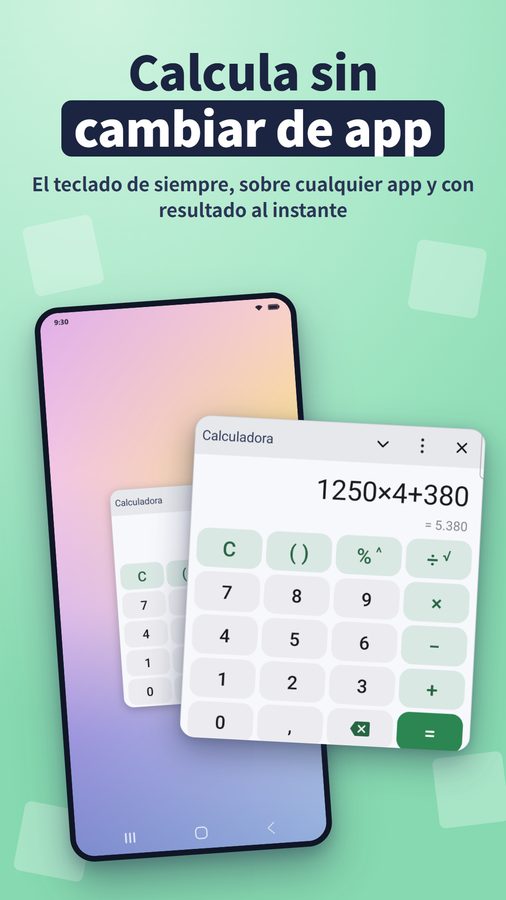 Calcula sin
cambiar de app
El teclado de siempre, sobre cualquier app y con
resultado al instante
9:30
Calculadora
1250×4+380
= 5.380
C ( ) % ^ ÷ √
7 8 9 ×
4 5 6 −
1 2 3 +
0 , =
Calculadora
C (
7
4
1
0